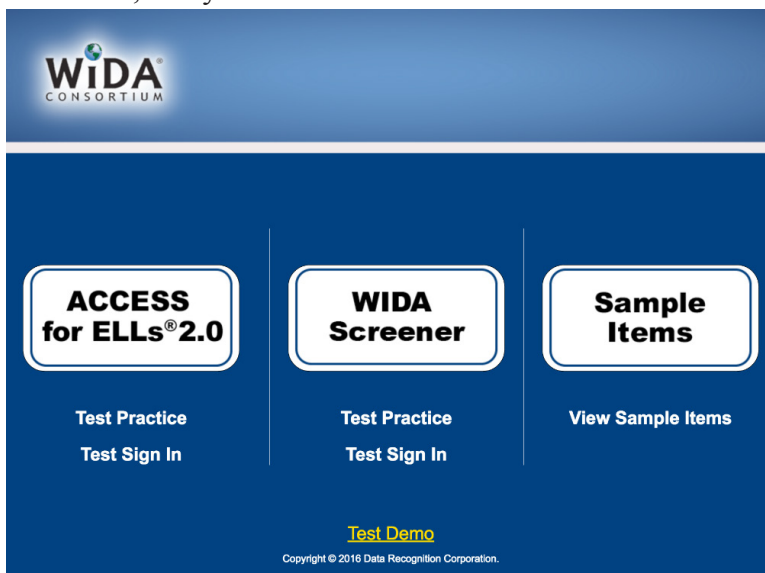 WIDA®
CONSORTIUM
ACCESS
for ELLs®2.0
Test Practice
Test Sign In
WIDA
Screener
Test Practice
Test Sign In
Sample
Items
View Sample Items
Test Demo
Copyright © 2016 Data Recognition Corporation.